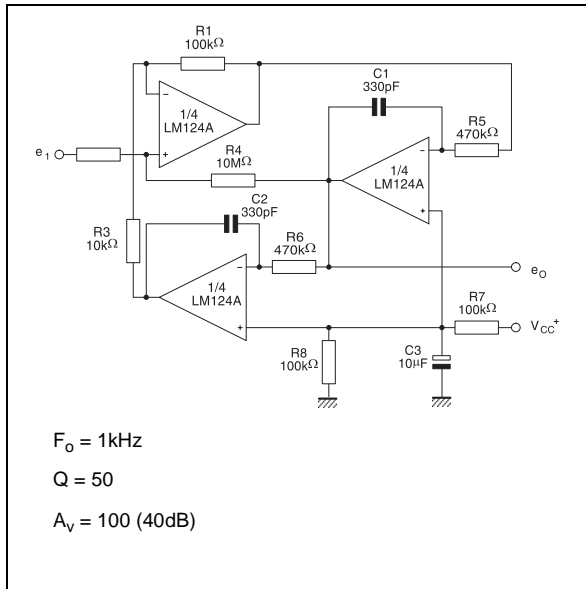 R1
100kΩ
C1
330pF
1/4
LM124A
R5
470kΩ
e1
R4
10MΩ
1/4
LM124A
C2
330pF
R3
10kΩ
R6
470kΩ
1/4
LM124A
eO
R7
100kΩ
VCC+
R8
100kΩ
C3
10µF
Fo = 1kHz
Q = 50
Av = 100 (40dB)